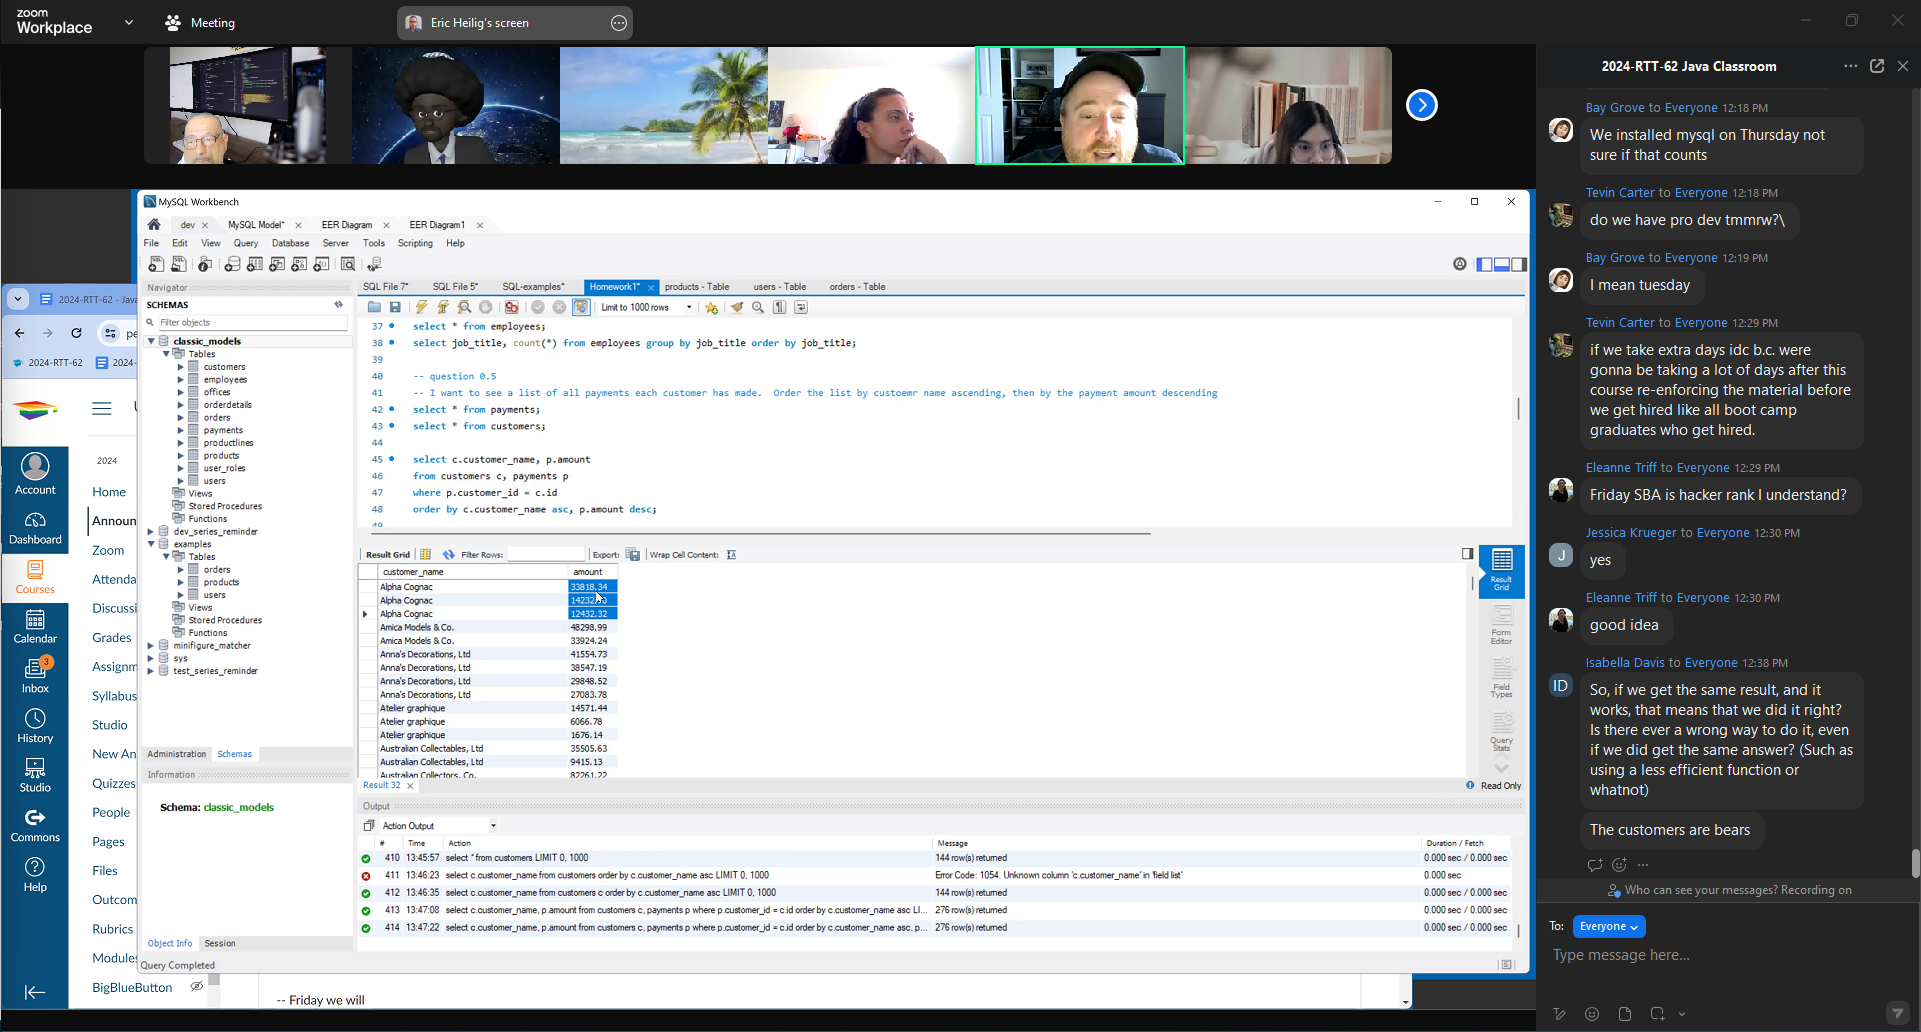 zoom
Workplace
Meeting
Eric Heilig's screen
2024-RTT-62 Java Classroom
Bay Grove to Everyone 12:18 PM
We installed mysql on Thursday not
sure if that counts
Tevin Carter to Everyone 12:18 PM
do we have pro dev tmmrw?\
Bay Grove to Everyone 12:19 PM
I mean tuesday
Tevin Carter to Everyone 12:29 PM
if we take extra days idc b.c. were
gonna be taking a lot of days after this
course re-enforcing the material before
we get hired like all boot camp
graduates who get hired.
Eleanne Triff to Everyone 12:29 PM
Friday SBA is hacker rank I understand?
Jessica Krueger to Everyone 12:30 PM
J
yes
Eleanne Triff to Everyone 12:30 PM
good idea
Isabella Davis to Everyone 12:38 PM
ID
So, if we get the same result, and it
works, that means that we did it right?
Is there ever a wrong way to do it, even
if we did get the same answer? (Such as
using a less efficient function or
whatnot)
The customers are bears
Who can see your messages? Recording on
To: Everyone
Type message here...
MySQL Workbench
dev
MySQL Model*
EER Diagram
EER Diagram1
File Edit View Query Database Server Tools Scripting Help
Navigator
SCHEMAS
Filter objects
classic_models
Tables
customers
employees
offices
orderdetails
orders
payments
productlines
products
user_roles
users
Views
Stored Procedures
Functions
dev_series_reminder
examples
Tables
orders
products
users
Views
Stored Procedures
Functions
minifigure_matcher
sys
test_series_reminder
Administration Schemas
Information
Schema: classic_models
Object Info Session
Query Completed
SQL File 7* SQL File 5* SQL-examples* Homework1* products - Table users - Table orders - Table
Limit to 1000 rows
37 select * from employees;
38 select job_title, count(*) from employees group by job_title order by job_title;
39
40 -- question 0.5
41 -- I want to see a list of all payments each customer has made. Order the list by custoemr name ascending, then by the payment amount descending
42 select * from payments;
43 select * from customers;
44
45 select c.customer_name, p.amount
46 from customers c, payments p
47 where p.customer_id = c.id
48 order by c.customer_name asc, p.amount desc;
49
Result Grid Filter Rows: Export: Wrap Cell Content:
customer_name amount
Alpha Cognac 33818.34
Alpha Cognac
Alpha Cognac 12432.32
Amica Models & Co. 48298.99
Amica Models & Co. 33924.24
Anna's Decorations, Ltd 41554.73
Anna's Decorations, Ltd 38547.19
Anna's Decorations, Ltd 29848.52
Anna's Decorations, Ltd 27083.78
Atelier graphique 14571.44
Atelier graphique 6066.78
Atelier graphique 1676.14
Australian Collectables, Ltd 35505.63
Australian Collectables, Ltd 9415.13
Australian Collectors, Co. 82261.22
Result Grid
Form Editor
Field Types
Query Stats
Result 32
Read Only
Output
Action Output
# Time Action Message Duration / Fetch
410 13:45:57 select * from customers LIMIT 0, 1000 144 row(s) returned 0.000 sec / 0.000 sec
411 13:46:23 select c.customer_name from customers order by c.customer_name asc LIMIT 0, 1000 Error Code: 1054. Unknown column 'c.customer_name' in 'field list' 0.000 sec
412 13:46:35 select c.customer_name from customers c order by c.customer_name asc LIMIT 0, 1000 144 row(s) returned 0.000 sec / 0.000 sec
413 13:47:08 select c.customer_name, p.amount from customers c, payments p where p.customer_id = c.id order by c.customer_name asc LI... 276 row(s) returned 0.000 sec / 0.000 sec
414 13:47:22 select c.customer_name, p.amount from customers c, payments p where p.customer_id = c.id order by c.customer_name asc, p... 276 row(s) returned 0.000 sec / 0.000 sec
2024-RTT-62 - Java
pe
2024-RTT-62
2024-
Account
Dashboard
Courses
Calendar
3
Inbox
History
Studio
Commons
Help
2024
Home
Announ
Zoom
Attenda
Discussi
Grades
Assignm
Syllabus
Studio
New An
Quizzes
People
Pages
Files
Outcom
Rubrics
Modules
BigBlueButton
-- Friday we will